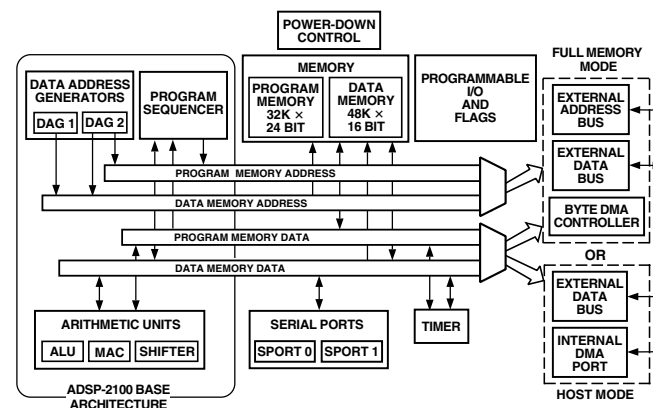 POWER-DOWN
CONTROL
FULL MEMORY
MODE
DATA ADDRESS
GENERATORS
DAG 1
DAG 2
PROGRAM
SEQUENCER
MEMORY
PROGRAM
MEMORY
32K ×
24 BIT
DATA
MEMORY
48K ×
16 BIT
PROGRAMMABLE
I/O
AND
FLAGS
EXTERNAL
ADDRESS
BUS
EXTERNAL
DATA
BUS
BYTE DMA
CONTROLLER
PROGRAM MEMORY ADDRESS
DATA MEMORY ADDRESS
PROGRAM MEMORY DATA
DATA MEMORY DATA
OR
ARITHMETIC UNITS
ALU
MAC
SHIFTER
SERIAL PORTS
SPORT 0
SPORT 1
TIMER
EXTERNAL
DATA
BUS
INTERNAL
DMA
PORT
ADSP-2100 BASE
ARCHITECTURE
HOST MODE